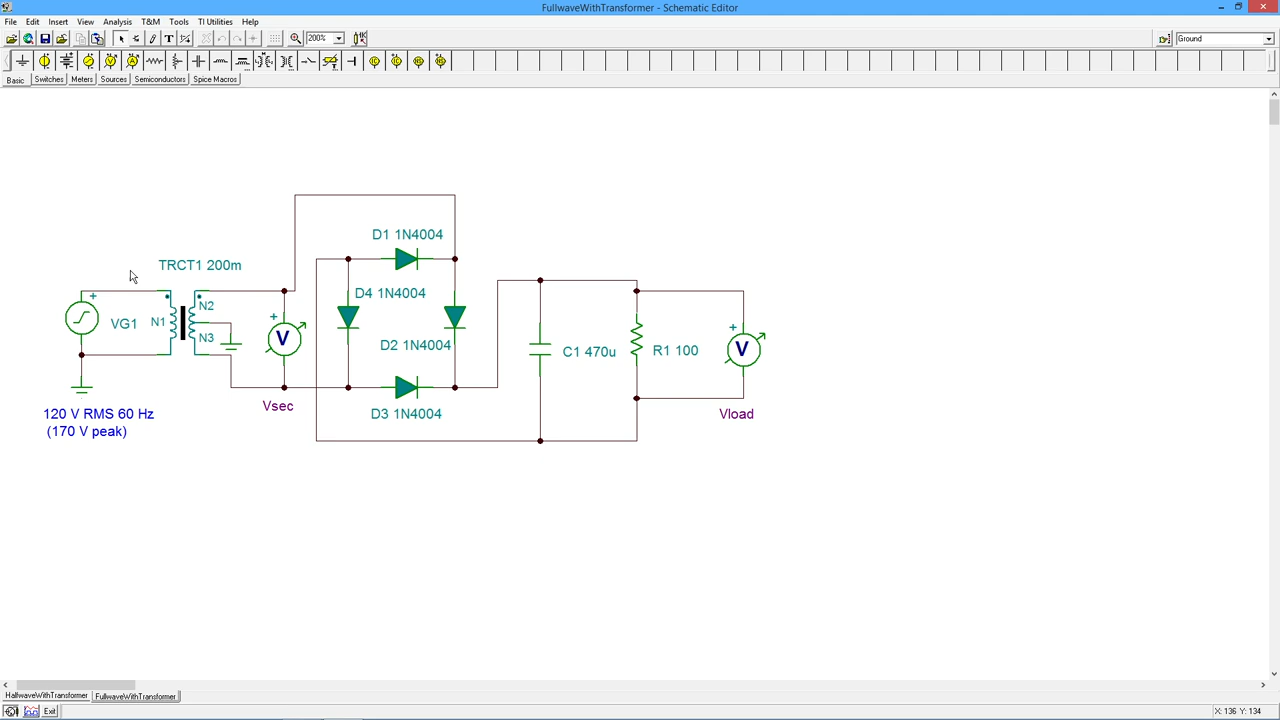 FullwaveWithTransformer - Schematic Editor
File Edit Insert View Analysis T&M Tools TI Utilities Help
200% Ground
Basic Switches Meters Sources Semiconductors Spice Macros
D1 1N4004
TRCT1 200m
D4 1N4004
+ N2 +
VG1 N1 V
N3 D2 1N4004 C1 470u R1 100 + V
Vsec
120 V RMS 60 Hz D3 1N4004 Vload
(170 V peak)
HalfwaveWithTransformer FullwaveWithTransformer
Exit X: 136 Y: 134